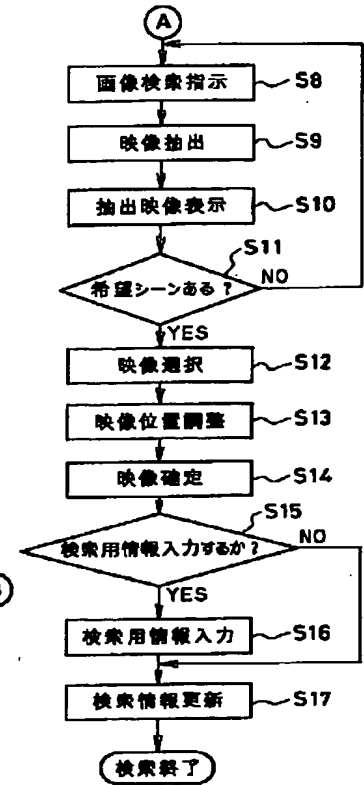 A
画像検索指示 S8
映像抽出 S9
抽出映像表示 S10
S11
希望シーンある? NO
YES
映像選択 S12
映像位置調整 S13
映像確定 S14
S15
検索用情報入力するか? NO
YES
検索用情報入力 S16
検索情報更新 S17
検索終了